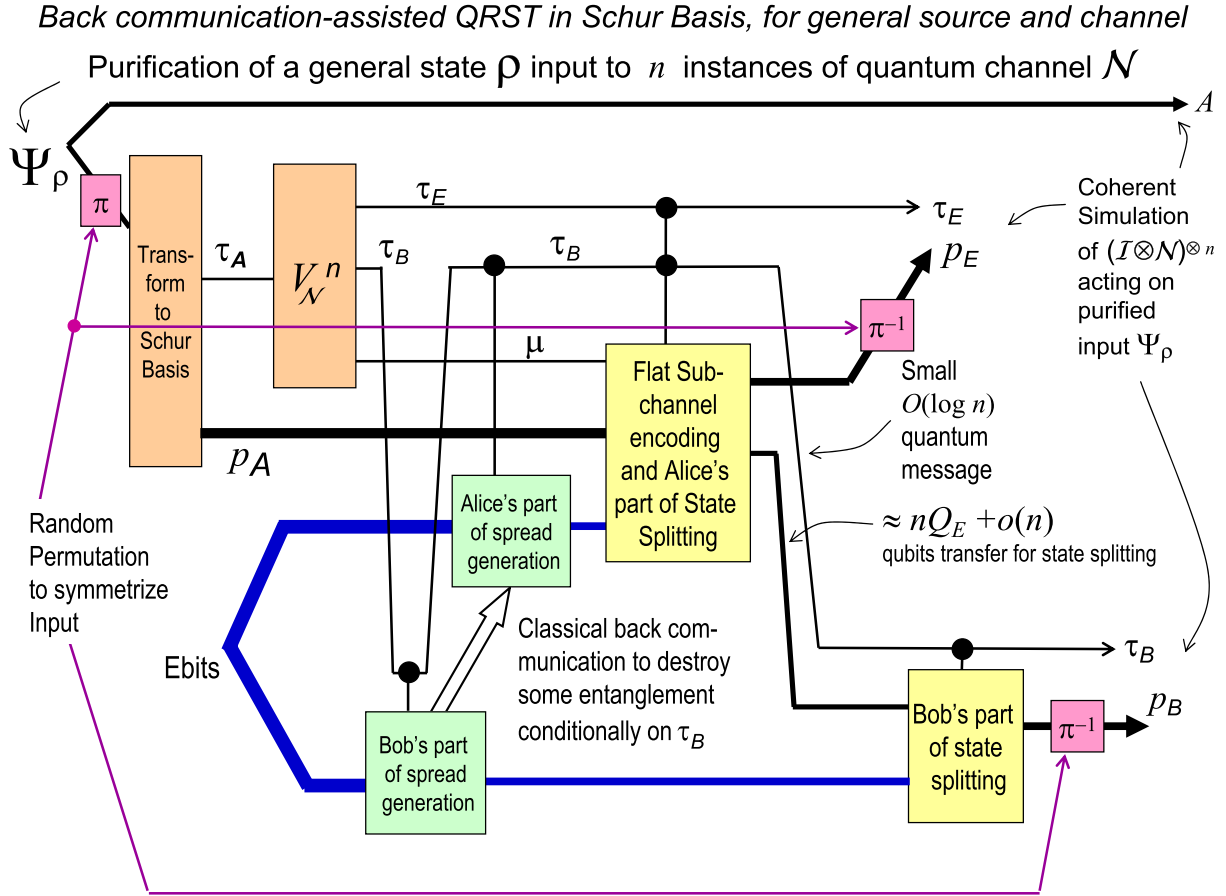 Back communication-assisted QRST in Schur Basis, for general source and channel
Purification of a general state ρ input to n instances of quantum channel 𝒩
A
Ψρ
π
Trans-
form
to
Schur
Basis
τA
V𝒩ⁿ
τE
τB
τB
τE
pE
Coherent
Simulation
of (ℐ⊗𝒩)⊗ n
acting on
purified
input Ψρ
π−1
μ
pA
Flat Sub-
channel
encoding
and Alice’s
part of State
Splitting
Small
O(log n)
quantum
message
Alice’s part
of spread
generation
≈ nQE +o(n)
qubits transfer for state splitting
Random
Permutation
to symmetrize
Input
Ebits
Classical back com-
munication to destroy
some entanglement
conditionally on τB
τB
pB
Bob’s part
of spread
generation
Bob’s part
of state
splitting
π−1